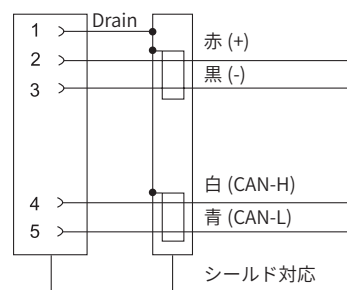 1 Drain
赤 (+)
2
黒 (-)
3
白 (CAN-H)
4
青 (CAN-L)
5
シールド対応